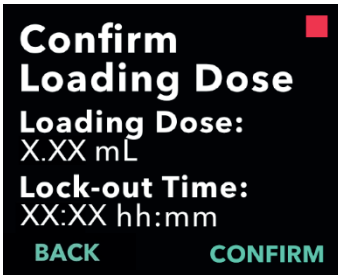 Confirm
Loading Dose
Loading Dose:
X.XX mL
Lock-out Time:
XX:XX hh:mm
BACK CONFIRM